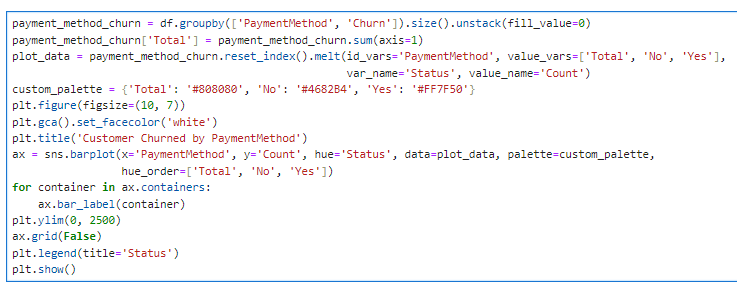 payment_method_churn = df.groupby(['PaymentMethod', 'Churn']).size().unstack(fill_value=0)
payment_method_churn['Total'] = payment_method_churn.sum(axis=1)
plot_data = payment_method_churn.reset_index().melt(id_vars='PaymentMethod', value_vars=['Total', 'No', 'Yes'],
                                                    var_name='Status', value_name='Count')
custom_palette = {'Total': '#808080', 'No': '#4682B4', 'Yes': '#FF7F50'}
plt.figure(figsize=(10, 7))
plt.gca().set_facecolor('white')
plt.title('Customer Churned by PaymentMethod')
ax = sns.barplot(x='PaymentMethod', y='Count', hue='Status', data=plot_data, palette=custom_palette,
                 hue_order=['Total', 'No', 'Yes'])
for container in ax.containers:
    ax.bar_label(container)
plt.ylim(0, 2500)
ax.grid(False)
plt.legend(title='Status')
plt.show()